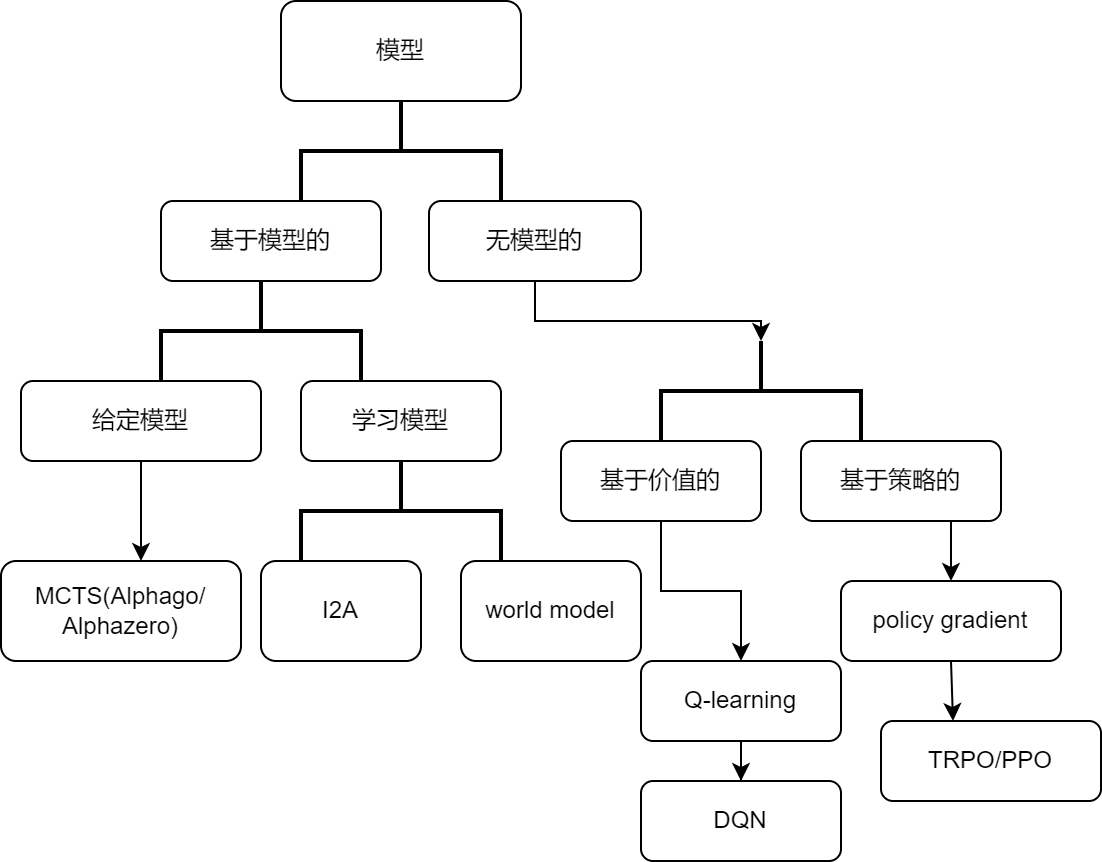 模型
基于模型的
无模型的
给定模型
学习模型
基于价值的
基于策略的
MCTS(Alphago/
Alphazero)
I2A
world model
policy gradient
Q-learning
TRPO/PPO
DQN